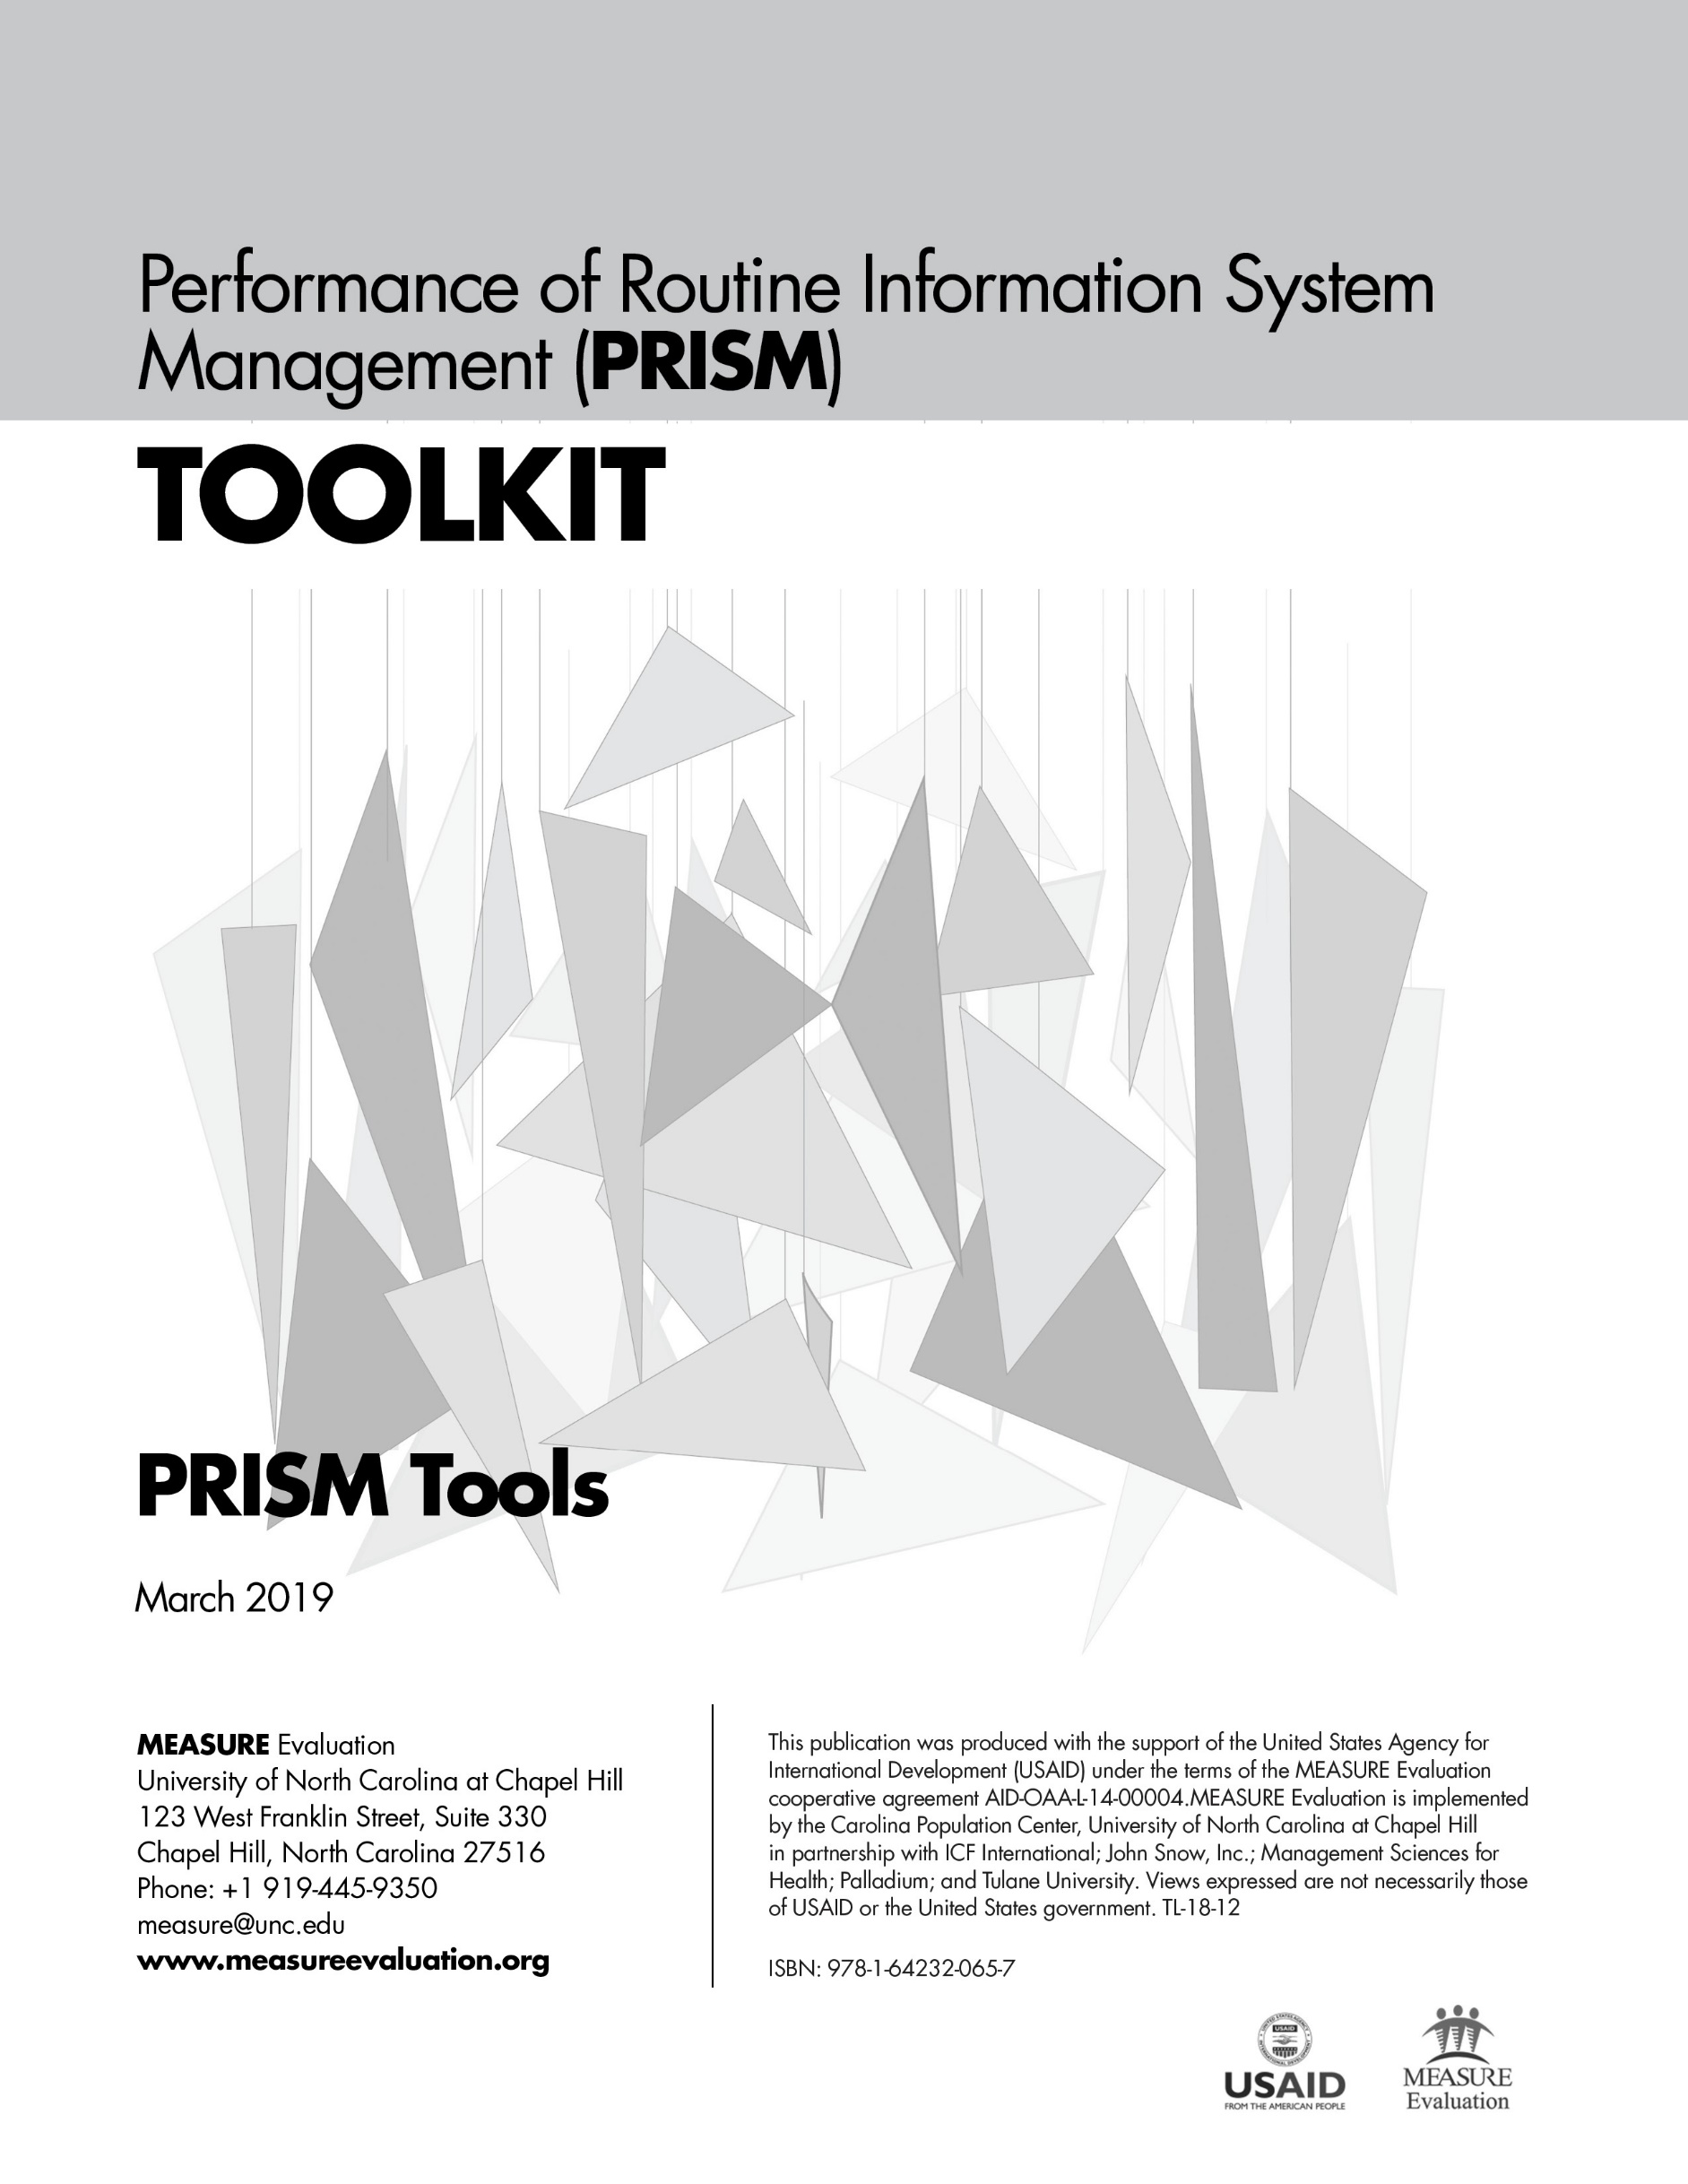 Performance of Routine Information System
Management (PRISM)
TOOLKIT
PRISM Tools
March 2019
MEASURE Evaluation
University of North Carolina at Chapel Hill
123 West Franklin Street, Suite 330
Chapel Hill, North Carolina 27516
Phone: +1 919-445-9350
measure@unc.edu
www.measureevaluation.org
This publication was produced with the support of the United States Agency for
International Development (USAID) under the terms of the MEASURE Evaluation
cooperative agreement AID-OAA-L-14-00004.MEASURE Evaluation is implemented
by the Carolina Population Center, University of North Carolina at Chapel Hill
in partnership with ICF International; John Snow, Inc.; Management Sciences for
Health; Palladium; and Tulane University. Views expressed are not necessarily those
of USAID or the United States government. TL-18-12
ISBN: 978-1-64232-065-7
USAID
USAID
FROM THE AMERICAN PEOPLE
MEASURE
Evaluation